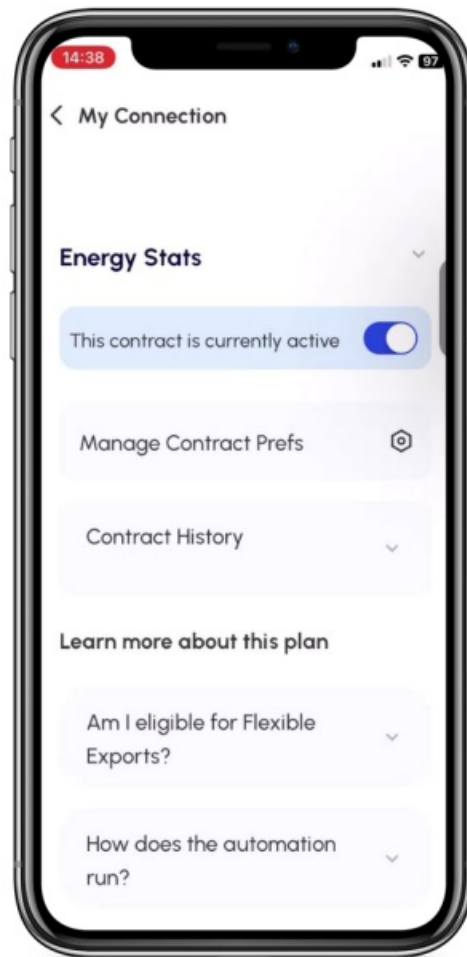 14:38
97
My Connection
Energy Stats
This contract is currently active
Manage Contract Prefs
Contract History
Learn more about this plan
Am I eligible for Flexible
Exports?
How does the automation
run?